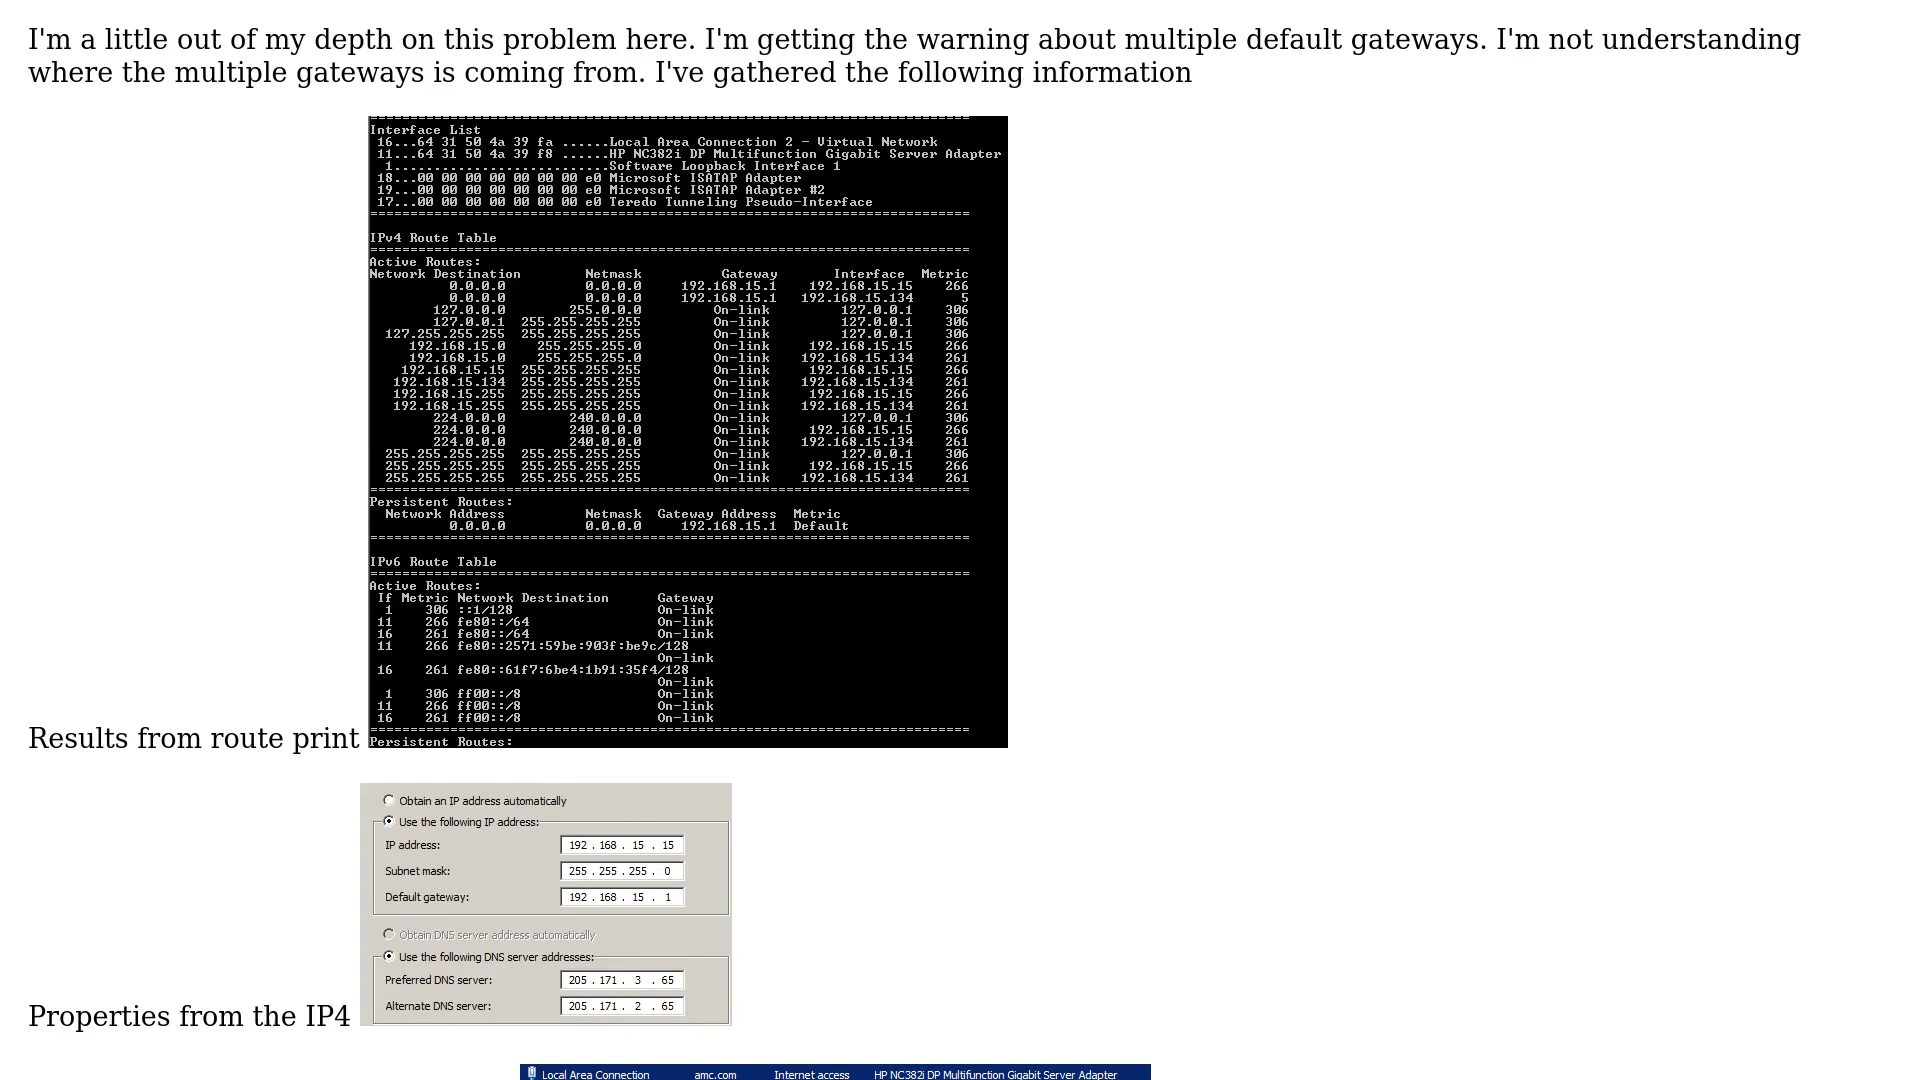 I'm a little out of my depth on this problem here. I'm getting the warning about multiple default gateways. I'm not understanding
where the multiple gateways is coming from. I've gathered the following information
===========================================================================
Interface List
16...64 31 50 4a 39 fa ......Local Area Connection 2 - Virtual Network
11...64 31 50 4a 39 f8 ......HP NC382i DP Multifunction Gigabit Server Adapter
1...........................Software Loopback Interface 1
18...00 00 00 00 00 00 00 e0 Microsoft ISATAP Adapter
19...00 00 00 00 00 00 00 e0 Microsoft ISATAP Adapter #2
17...00 00 00 00 00 00 00 e0 Teredo Tunneling Pseudo-Interface
===========================================================================
IPv4 Route Table
===========================================================================
Active Routes:
Network Destination Netmask Gateway Interface Metric
0.0.0.0 0.0.0.0 192.168.15.1 192.168.15.15 266
0.0.0.0 0.0.0.0 192.168.15.1 192.168.15.134 5
127.0.0.0 255.0.0.0 On-link 127.0.0.1 306
127.0.0.1 255.255.255.255 On-link 127.0.0.1 306
127.255.255.255 255.255.255.255 On-link 127.0.0.1 306
192.168.15.0 255.255.255.0 On-link 192.168.15.15 266
192.168.15.0 255.255.255.0 On-link 192.168.15.134 261
192.168.15.15 255.255.255.255 On-link 192.168.15.15 266
192.168.15.134 255.255.255.255 On-link 192.168.15.134 261
192.168.15.255 255.255.255.255 On-link 192.168.15.15 266
192.168.15.255 255.255.255.255 On-link 192.168.15.134 261
224.0.0.0 240.0.0.0 On-link 127.0.0.1 306
224.0.0.0 240.0.0.0 On-link 192.168.15.15 266
224.0.0.0 240.0.0.0 On-link 192.168.15.134 261
255.255.255.255 255.255.255.255 On-link 127.0.0.1 306
255.255.255.255 255.255.255.255 On-link 192.168.15.15 266
255.255.255.255 255.255.255.255 On-link 192.168.15.134 261
===========================================================================
Persistent Routes:
Network Address Netmask Gateway Address Metric
0.0.0.0 0.0.0.0 192.168.15.1 Default
===========================================================================
IPv6 Route Table
===========================================================================
Active Routes:
If Metric Network Destination Gateway
1 306 ::1/128 On-link
11 266 fe80::/64 On-link
16 261 fe80::/64 On-link
11 266 fe80::2571:59be:903f:be9c/128
On-link
16 261 fe80::61f7:6be4:1b91:35f4/128
On-link
1 306 ff00::/8 On-link
11 266 ff00::/8 On-link
16 261 ff00::/8 On-link
===========================================================================
Persistent Routes:
Results from route print
Obtain an IP address automatically
Use the following IP address:
IP address: 192 . 168 . 15 . 15
Subnet mask: 255 . 255 . 255 . 0
Default gateway: 192 . 168 . 15 . 1
Obtain DNS server address automatically
Use the following DNS server addresses:
Preferred DNS server: 205 . 171 . 3 . 65
Alternate DNS server: 205 . 171 . 2 . 65
Properties from the IP4
Local Area Connection amc.com Internet access HP NC382i DP Multifunction Gigabit Server Adapter